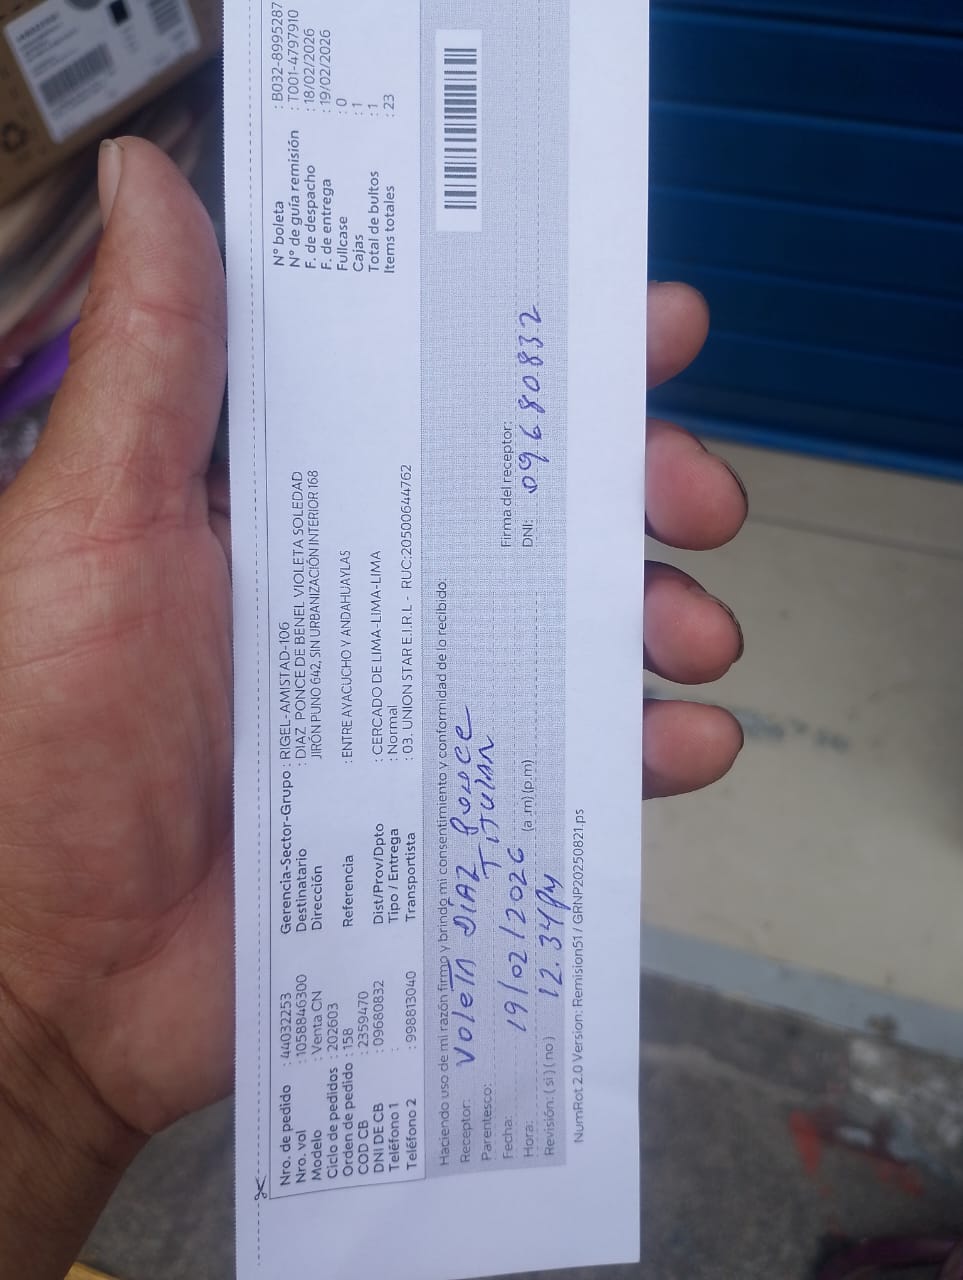 Nro. de pedido : 44032253
Nro. vol : 1058846300
Modelo : Venta CN
Ciclo de pedidos : 202603
Orden de pedido : 158
COD CB : 2359470
DNI DE CB : 09680832
Teléfono 1 :
Teléfono 2 : 998813040
Gerencia-Sector-Grupo : RIGEL-AMISTAD-106
Destinatario : DIAZ PONCE DE BENEL VIOLETA SOLEDAD
Dirección JIRÓN PUNO 642, SIN URBANIZACIÓN INTERIOR 168
Referencia : ENTRE AYACUCHO Y ANDAHUAYLAS
Dist/Prov/Dpto : CERCADO DE LIMA-LIMA-LIMA
Tipo / Entrega : Normal
Transportista : 03. UNION STAR E.I.R.L - RUC:20500644762
N° boleta : B032-8995287
N° de guía remisión : T001-4797910
F. de despacho : 18/02/2026
F. de entrega : 19/02/2026
Fullcase : 0
Cajas : 1
Total de bultos : 1
Items totales : 23
Haciendo uso de mi razón firmo y brindo mi consentimiento y conformidad de lo recibido:
Receptor: VoleTA DÍAZ PONCE
Parentesco: TITULAR
Fecha: 19/02/2026
Firma del receptor:
Hora: 12.34 PM (a.m) (p.m)
DNI: 09680832
Revisión: ( si ) ( no )
NumRot 2.0 Version: Remision51 / GRNP20250821.ps